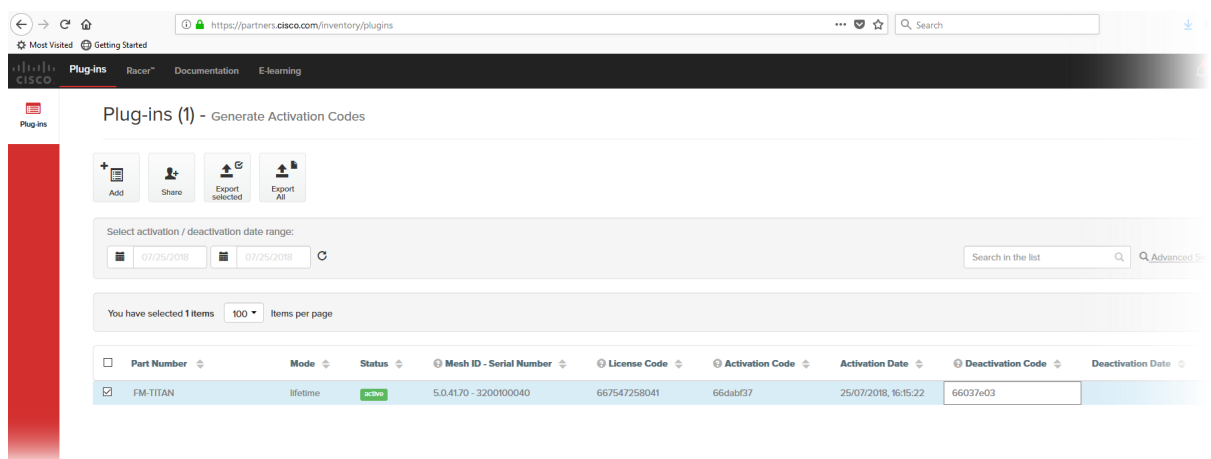 https://partners.cisco.com/inventory/plugins
Search
Most Visited Getting Started
CISCO Plug-ins Racer™ Documentation E-learning
Plug-ins
Plug-ins (1) - Generate Activation Codes
Add Share Export selected Export All
Select activation / deactivation date range:
07/25/2018 07/25/2018 Search in the list Advanced
You have selected 1 items 100 Items per page
Part Number Mode Status Mesh ID - Serial Number License Code Activation Code Activation Date Deactivation Code Deactivation Date
FM-TITAN lifetime active 5.0.41.70 - 3200100040 667547258041 66dabf37 25/07/2018, 16:15:22 66037e03